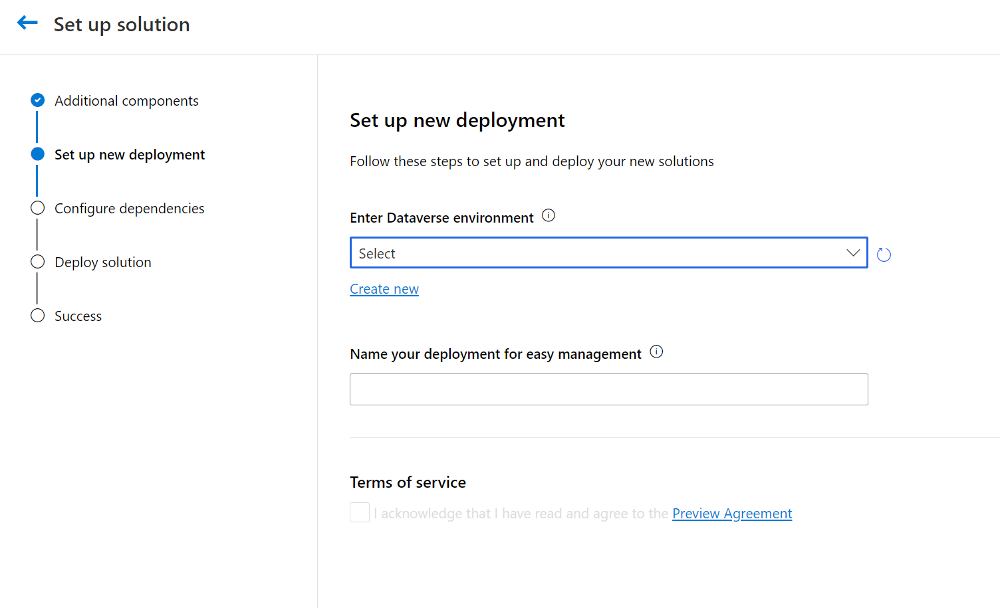 Set up solution
Additional components
Set up new deployment
Configure dependencies
Deploy solution
Success
Set up new deployment
Follow these steps to set up and deploy your new solutions
Enter Dataverse environment
Select
Create new
Name your deployment for easy management
Terms of service
I acknowledge that I have read and agree to the Preview Agreement